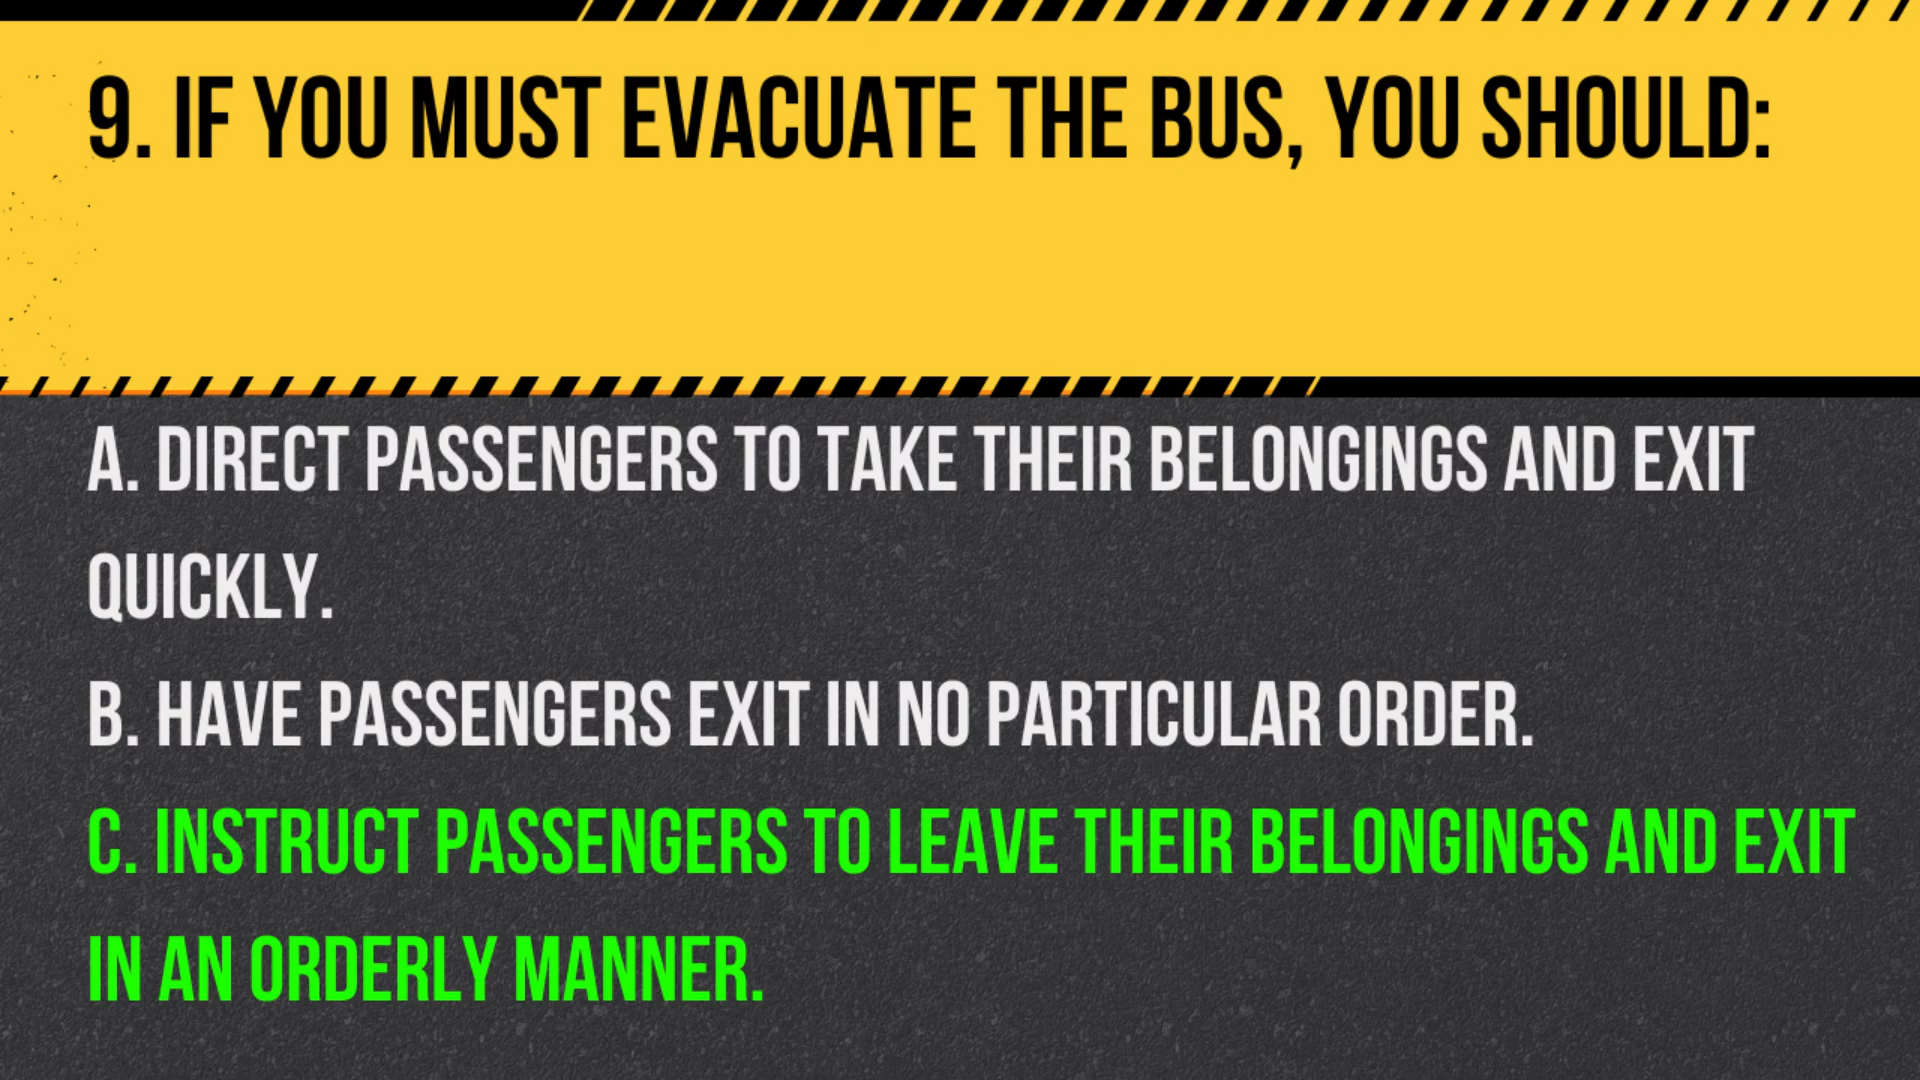 9. IF YOU MUST EVACUATE THE BUS, YOU SHOULD:
A. DIRECT PASSENGERS TO TAKE THEIR BELONGINGS AND EXIT
QUICKLY.
B. HAVE PASSENGERS EXIT IN NO PARTICULAR ORDER.
C. INSTRUCT PASSENGERS TO LEAVE THEIR BELONGINGS AND EXIT
IN AN ORDERLY MANNER.